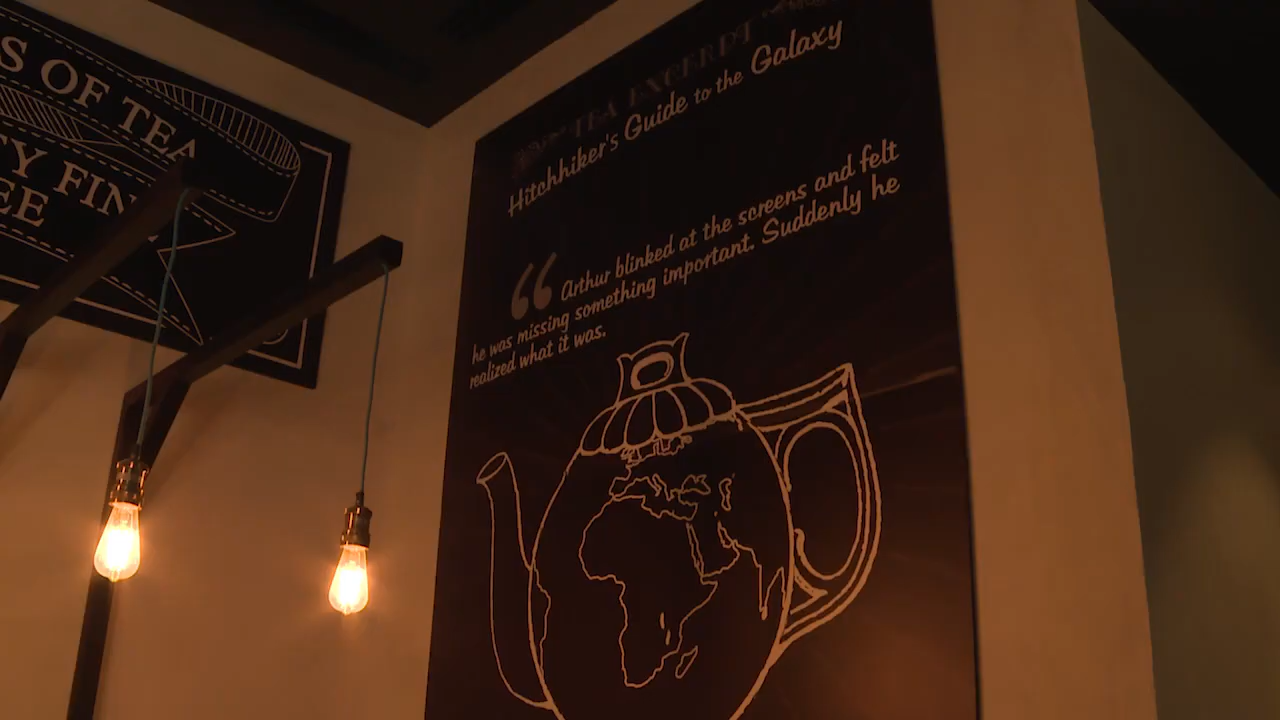 S OF TEA
TY FIN
EE
TEA EXCERPT
Hitchhiker's Guide to the Galaxy
“ Arthur blinked at the screens and felt
he was missing something important. Suddenly he
realized what it was.